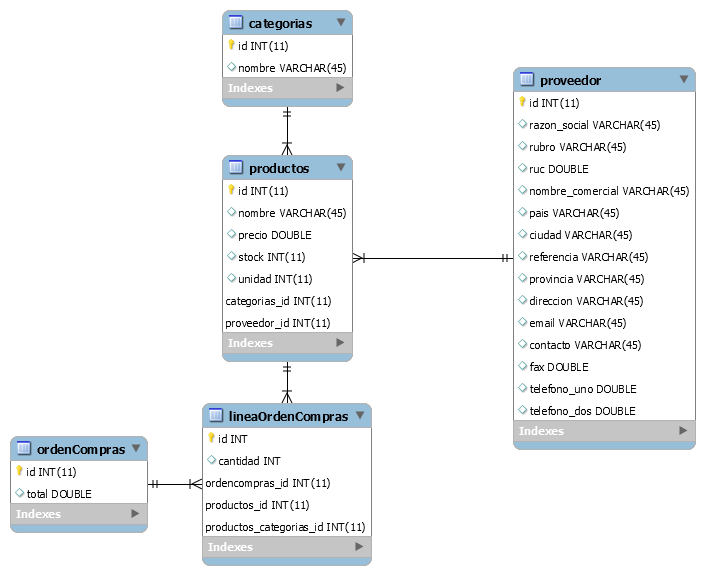 categorias
id INT(11)
nombre VARCHAR(45)
Indexes
productos
id INT(11)
nombre VARCHAR(45)
precio DOUBLE
stock INT(11)
unidad INT(11)
categorias_id INT(11)
proveedor_id INT(11)
Indexes
proveedor
id INT(11)
razon_social VARCHAR(45)
rubro VARCHAR(45)
ruc DOUBLE
nombre_comercial VARCHAR(45)
pais VARCHAR(45)
ciudad VARCHAR(45)
referencia VARCHAR(45)
provincia VARCHAR(45)
direccion VARCHAR(45)
email VARCHAR(45)
contacto VARCHAR(45)
fax DOUBLE
telefono_uno DOUBLE
telefono_dos DOUBLE
Indexes
lineaOrdenCompras
id INT
cantidad INT
ordencompras_id INT(11)
productos_id INT(11)
productos_categorias_id INT(11)
Indexes
ordenCompras
id INT(11)
total DOUBLE
Indexes